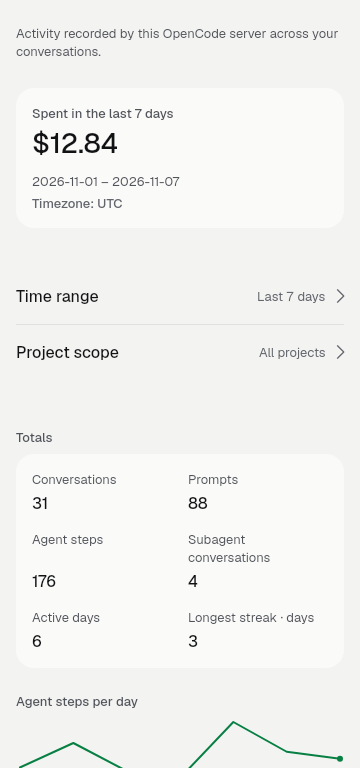 Activity recorded by this OpenCode server across your
conversations.
Spent in the last 7 days
$12.84
2026-11-01 – 2026-11-07
Timezone: UTC
Time range
Last 7 days
Project scope
All projects
Totals
Conversations
31
Prompts
88
Agent steps
176
Subagent
conversations
4
Active days
6
Longest streak · days
3
Agent steps per day